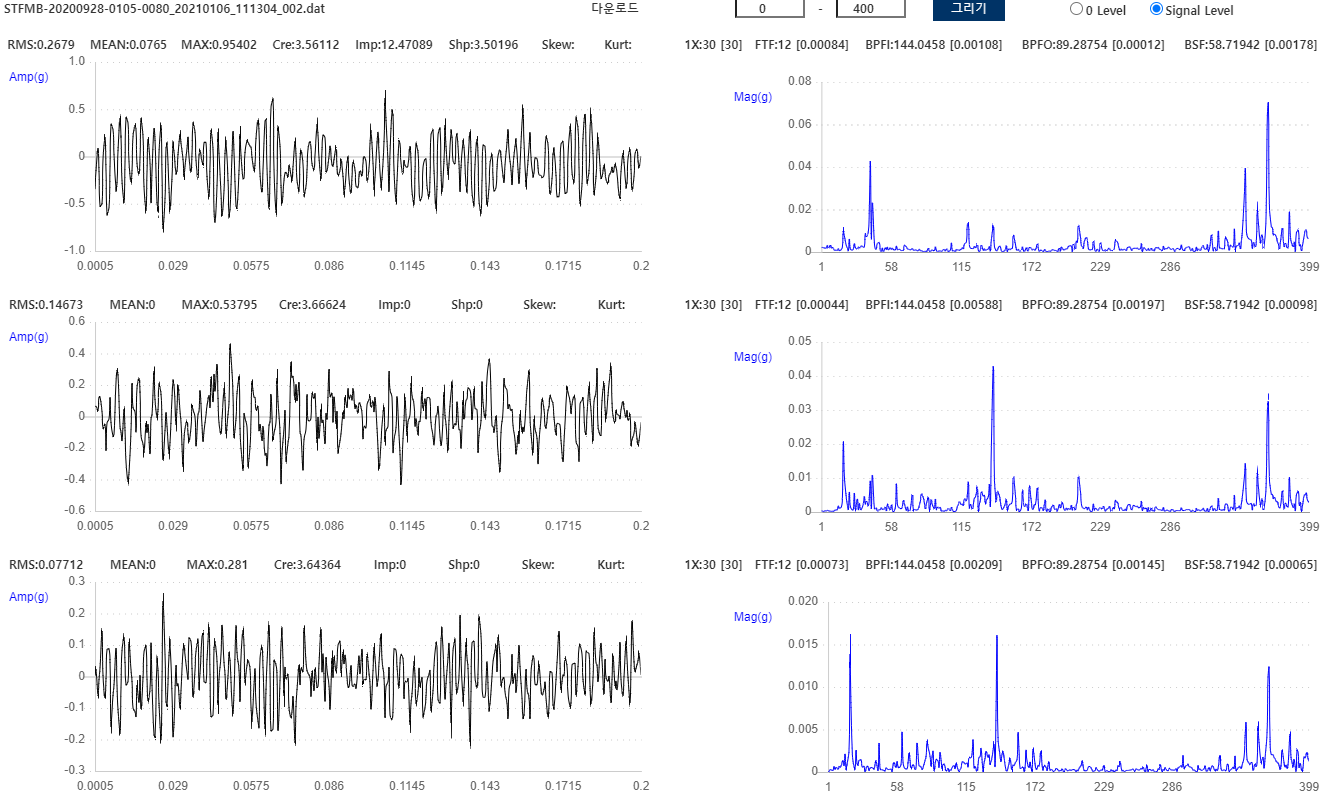 STFMB-20200928-0105-0080_20210106_111304_002.dat 다운로드
0 - 400 그리기 0 Level Signal Level
RMS:0.2679 MEAN:0.0765 MAX:0.95402 Cre:3.56112 Imp:12.47089 Shp:3.50196 Skew: Kurt:
Amp(g)
1.0
0.5
0
-0.5
-1.0
0.0005 0.029 0.0575 0.086 0.1145 0.143 0.1715 0.2
1X:30 [30] FTF:12 [0.00084] BPFI:144.0458 [0.00108] BPFO:89.28754 [0.00012] BSF:58.71942 [0.00178]
Mag(g)
0.08
0.06
0.04
0.02
0
1 58 115 172 229 286 399
RMS:0.14673 MEAN:0 MAX:0.53795 Cre:3.66624 Imp:0 Shp:0 Skew: Kurt:
Amp(g)
0.6
0.4
0.2
0
-0.2
-0.4
-0.6
0.0005 0.029 0.0575 0.086 0.1145 0.143 0.1715 0.2
1X:30 [30] FTF:12 [0.00044] BPFI:144.0458 [0.00588] BPFO:89.28754 [0.00197] BSF:58.71942 [0.00098]
Mag(g)
0.05
0.04
0.03
0.02
0.01
0
1 58 115 172 229 286 399
RMS:0.07712 MEAN:0 MAX:0.281 Cre:3.64364 Imp:0 Shp:0 Skew: Kurt:
Amp(g)
0.3
0.2
0.1
0
-0.1
-0.2
-0.3
0.0005 0.029 0.0575 0.086 0.1145 0.143 0.1715 0.2
1X:30 [30] FTF:12 [0.00073] BPFI:144.0458 [0.00209] BPFO:89.28754 [0.00145] BSF:58.71942 [0.00065]
Mag(g)
0.020
0.015
0.010
0.005
0
1 58 115 172 229 286 399